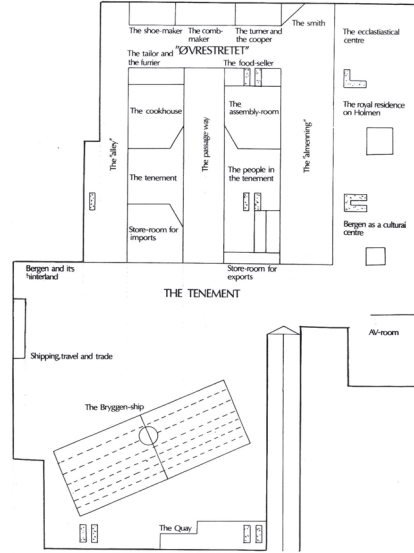 The smith
The shoe-maker
The comb-
maker
The turner and
the cooper
The ecclastiastical
centre
"ØVRESTRETET"
The tailor and
the furrier
The food-seller
The cookhouse
The
assembly-room
The royal residence
on Holmen
The "alley"
The passage way
The "almenning"
The tenement
The people in
the tenement
Store-room for
imports
Bergen as a cultural
centre
Bergen and its
hinterland
Store-room for
exports
THE TENEMENT
AV-room
Shipping, travel and trade
The Bryggen-ship
The Quay